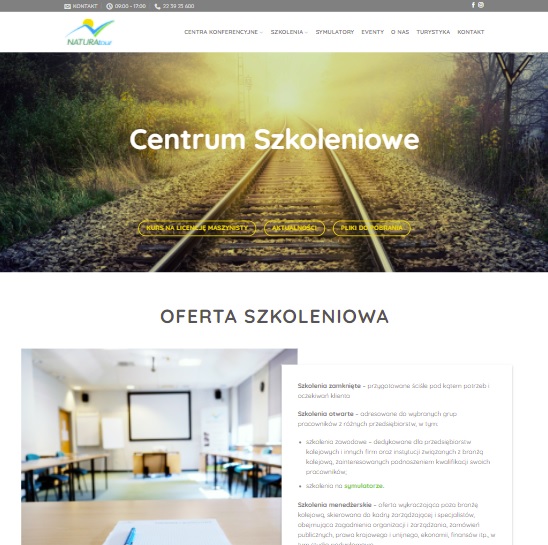 KONTAKT 09:00 - 17:00 22 39 35 600
NATURAtour
CENTRA KONFERENCYJNE SZKOLENIA SYMULATORY EVENTY O NAS TURYSTYKA KONTAKT
Centrum Szkoleniowe
KURS NA LICENCJĘ MASZYNISTY AKTUALNOŚCI PLIKI DO POBRANIA
OFERTA SZKOLENIOWA
Szkolenia zamknięte – przygotowane ściśle pod kątem potrzeb i
oczekiwań klienta
Szkolenia otwarte – adresowane do wybranych grup
pracowników z różnych przedsiębiorstw, w tym:
szkolenia zawodowe – dedykowane dla przedsiębiorstw
kolejowych i innych firm oraz instytucji związanych z branżą
kolejową, zainteresowanych podnoszeniem kwalifikacji swoich
pracowników;
szkolenia na symulatorze.
Szkolenia menedżerskie – oferta wykraczająca poza branżę
kolejową, skierowana do kadry zarządzającej i specjalistów,
obejmująca zagadnienia organizacji i zarządzania, zamówień
publicznych, prawa krajowego i unijnego, ekonomii, finansów itp., w